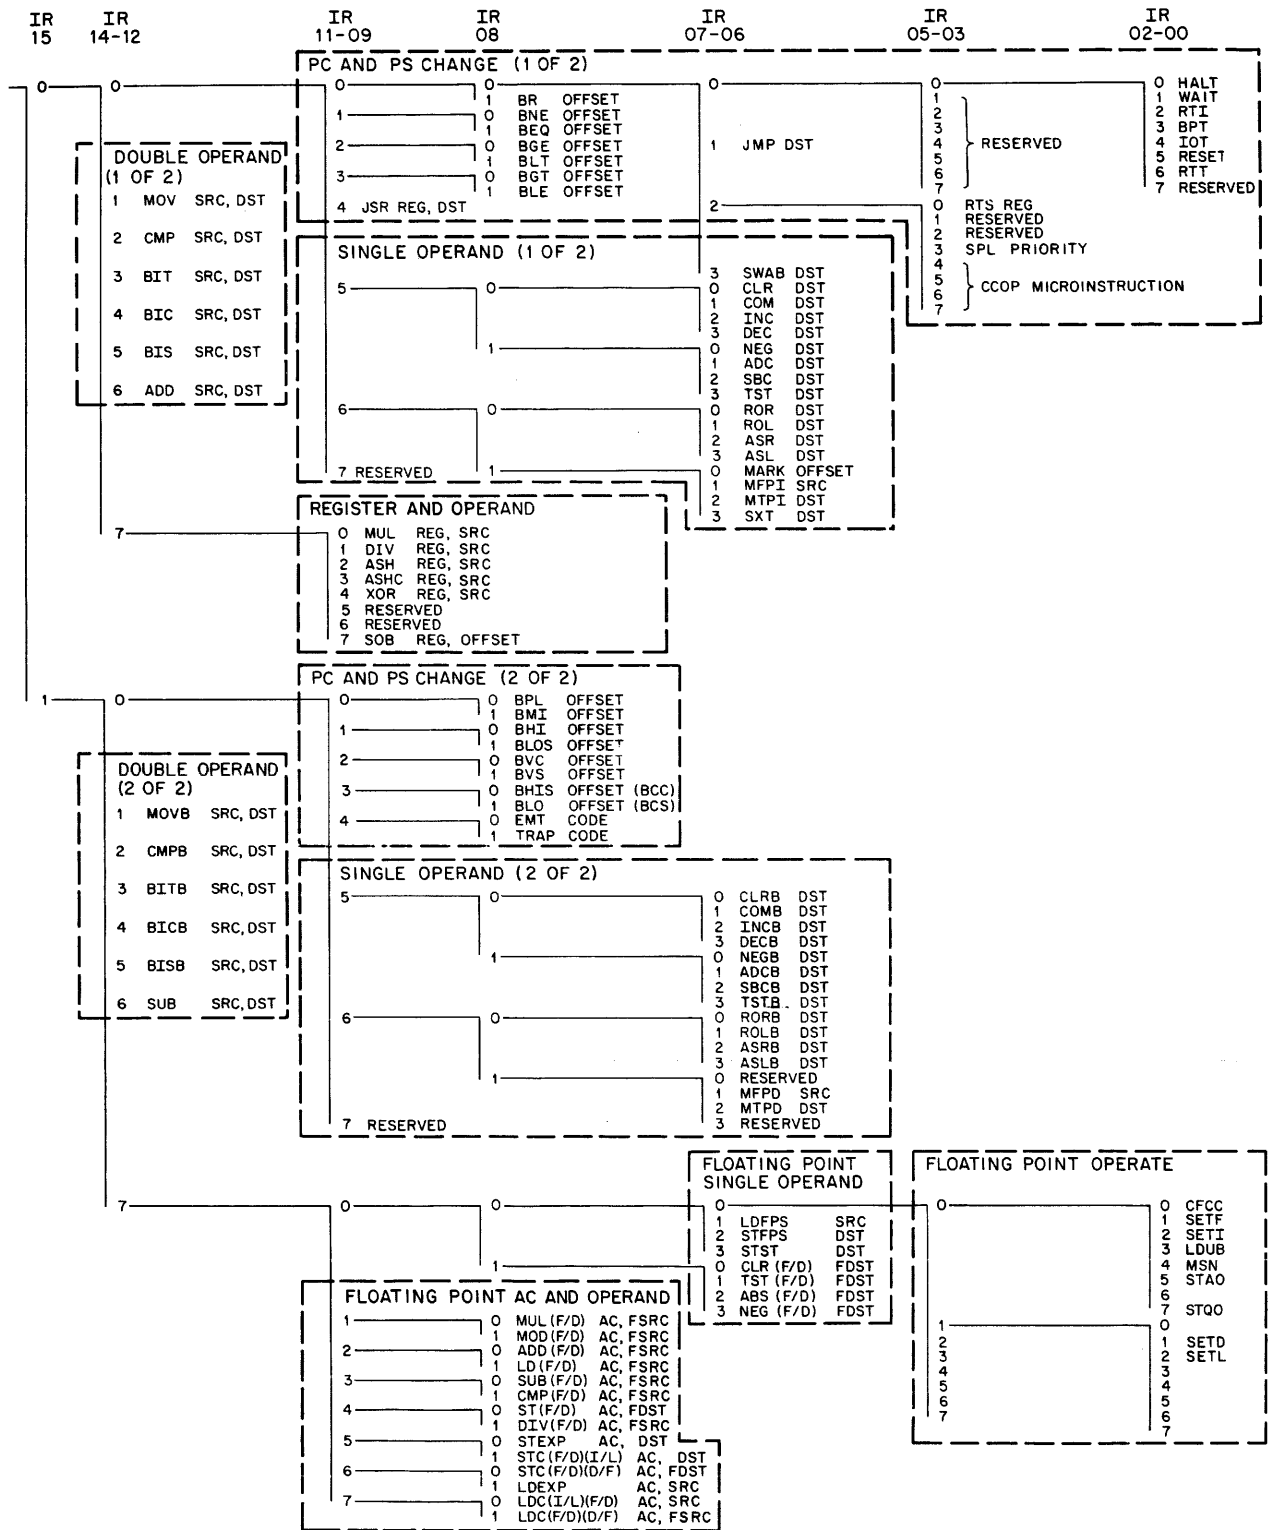 IR IR IR IR IR IR IR
15 14-12 11-09 08 07-06 05-03 02-00
PC AND PS CHANGE (1 OF 2)
0 0 0 0 0 0 0 HALT
1 BR OFFSET 1 1 WAIT
1 0 BNE OFFSET 2 2 RTI
1 BEQ OFFSET 3 3 BPT
2 0 BGE OFFSET 1 JMP DST 4 RESERVED 4 IOT
1 BLT OFFSET 5 5 RESET
3 0 BGT OFFSET 6 6 RTT
1 BLE OFFSET 7 7 RESERVED
4 JSR REG, DST 2 0 RTS REG
1 RESERVED
2 RESERVED
3 SPL PRIORITY
4
5 CCOP MICROINSTRUCTION
6
7
DOUBLE OPERAND
(1 OF 2)
1 MOV SRC, DST
2 CMP SRC, DST
3 BIT SRC, DST
4 BIC SRC, DST
5 BIS SRC, DST
6 ADD SRC, DST
SINGLE OPERAND (1 OF 2)
3 SWAB DST
5 0 0 CLR DST
1 COM DST
2 INC DST
3 DEC DST
1 0 NEG DST
1 ADC DST
2 SBC DST
3 TST DST
6 0 0 ROR DST
1 ROL DST
2 ASR DST
3 ASL DST
7 RESERVED 1 0 MARK OFFSET
1 MFPI SRC
2 MTPI DST
3 SXT DST
REGISTER AND OPERAND
7 0 MUL REG, SRC
1 DIV REG, SRC
2 ASH REG, SRC
3 ASHC REG, SRC
4 XOR REG, SRC
5 RESERVED
6 RESERVED
7 SOB REG, OFFSET
PC AND PS CHANGE (2 OF 2)
1 0 0 0 BPL OFFSET
1 BMI OFFSET
1 0 BHI OFFSET
1 BLOS OFFSET
2 0 BVC OFFSET
1 BVS OFFSET
3 0 BHIS OFFSET (BCC)
1 BLO OFFSET (BCS)
4 0 EMT CODE
1 TRAP CODE
DOUBLE OPERAND
(2 OF 2)
1 MOVB SRC, DST
2 CMPB SRC, DST
3 BITB SRC, DST
4 BICB SRC, DST
5 BISB SRC, DST
6 SUB SRC, DST
SINGLE OPERAND (2 OF 2)
5 0 0 CLRB DST
1 COMB DST
2 INCB DST
3 DECB DST
1 0 NEGB DST
1 ADCB DST
2 SBCB DST
3 TSTB DST
6 0 0 RORB DST
1 ROLB DST
2 ASRB DST
3 ASLB DST
1 0 RESERVED
1 MFPD SRC
2 MTPD DST
7 RESERVED 3 RESERVED
FLOATING POINT
SINGLE OPERAND
7 0 0 0
1 LDFPS SRC
2 STFPS DST
3 STST DST
1 0 CLR (F/D) FDST
1 TST (F/D) FDST
2 ABS (F/D) FDST
3 NEG (F/D) FDST
FLOATING POINT OPERATE
0 0 CFCC
1 SETF
2 SETI
3 LDUB
4 MSN
5 STAO
6
7 STQO
1 0
2 1 SETD
3 2 SETL
4 3
5 4
6 5
7 6
7
FLOATING POINT AC AND OPERAND
1 0 MUL (F/D) AC, FSRC
1 MOD (F/D) AC, FSRC
2 0 ADD (F/D) AC, FSRC
1 LD (F/D) AC, FSRC
3 0 SUB (F/D) AC, FSRC
1 CMP (F/D) AC, FSRC
4 0 ST (F/D) AC, FDST
1 DIV (F/D) AC, FSRC
5 0 STEXP AC, DST
1 STC (F/D)(I/L) AC, DST
6 0 STC (F/D)(D/F) AC, FDST
1 LDEXP AC, SRC
7 0 LDC(I/L)(F/D) AC, SRC
1 LDC(F/D)(D/F) AC, FSRC